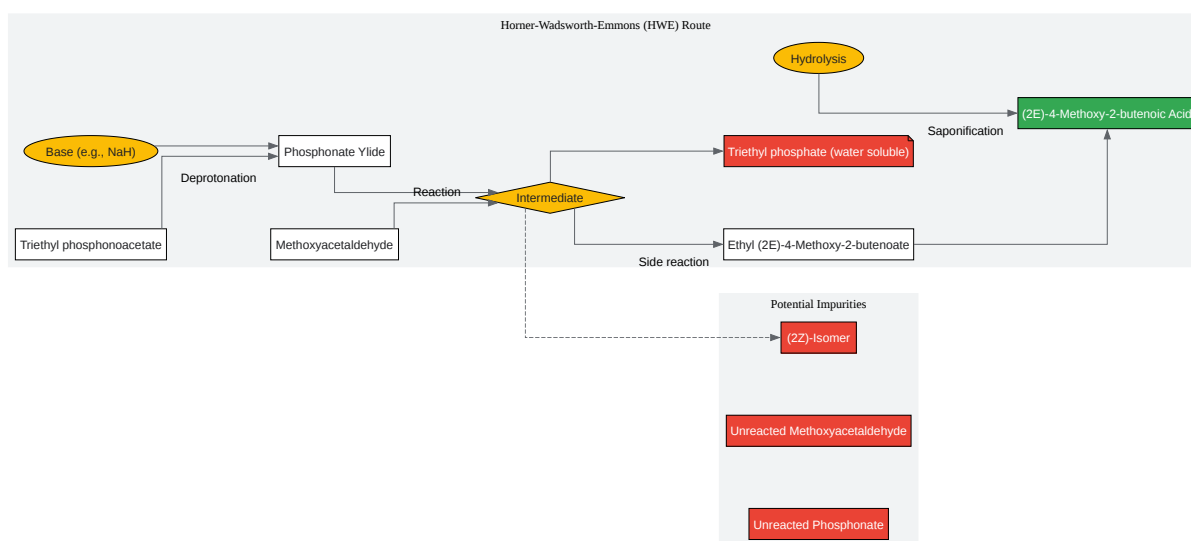 Horner-Wadsworth-Emmons (HWE) Route
Hydrolysis
(2E)-4-Methoxy-2-butenoic Acid
Saponification
Base (e.g., NaH)
Phosphonate Ylide
Triethyl phosphate (water soluble)
Deprotonation
Reaction
Intermediate
Triethyl phosphonoacetate
Methoxyacetaldehyde
Ethyl (2E)-4-Methoxy-2-butenoate
Side reaction
Potential Impurities
(2Z)-Isomer
Unreacted Methoxyacetaldehyde
Unreacted Phosphonate